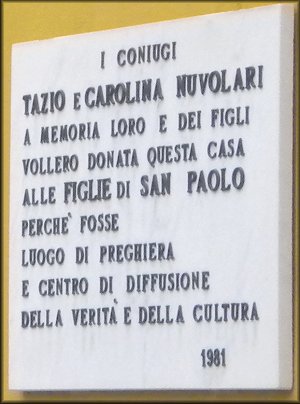 I CONIUGI
TAZIO E CAROLINA NUVOLARI
A MEMORIA LORO E DEI FIGLI
VOLLERO DONATA QUESTA CASA
ALLE FIGLIE DI SAN PAOLO
PERCHE' FOSSE
LUOGO DI PREGHIERA
E CENTRO DI DIFFUSIONE
DELLA VERITÀ E DELLA CULTURA
1981